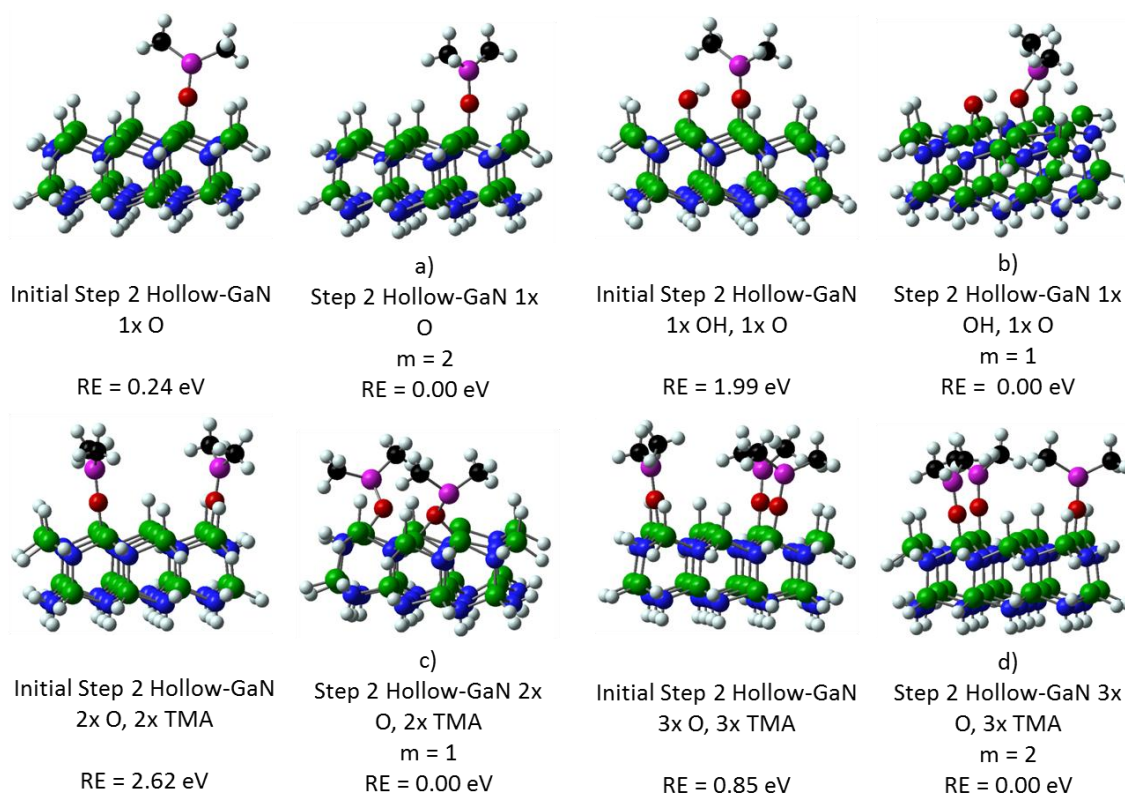 Initial Step 2 Hollow-GaN
1x O
RE = 0.24 eV
a)
Step 2 Hollow-GaN 1x
O
m = 2
RE = 0.00 eV
Initial Step 2 Hollow-GaN
1x OH, 1x O
RE = 1.99 eV
b)
Step 2 Hollow-GaN 1x
OH, 1x O
m = 1
RE =  0.00 eV
Initial Step 2 Hollow-GaN
2x O, 2x TMA
RE = 2.62 eV
c)
Step 2 Hollow-GaN 2x
O, 2x TMA
m = 1
RE = 0.00 eV
Initial Step 2 Hollow-GaN
3x O, 3x TMA
RE = 0.85 eV
d)
Step 2 Hollow-GaN 3x
O, 3x TMA
m = 2
RE = 0.00 eV